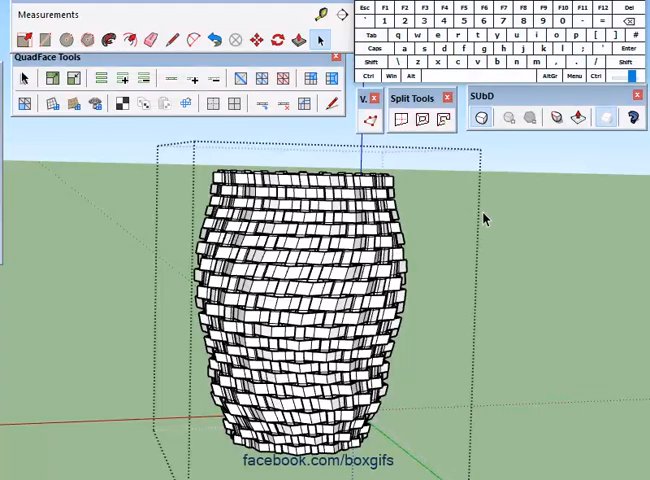 Measurements
Esc F1 F2 F3 F4 F5 F6 F7 F8 F9 F10 F11 F12 Del
` 1 2 3 4 5 6 7 8 9 0 - =
Tab q w e r t y u i o p [ ] #
Caps a s d f g h j k l ; ' Enter
Shift \ z x c v b n m , . / Shift
Ctrl Win Alt AltGr Menu Ctrl
QuadFace Tools
V.
Split Tools
SUbD
facebook.com/boxgifs